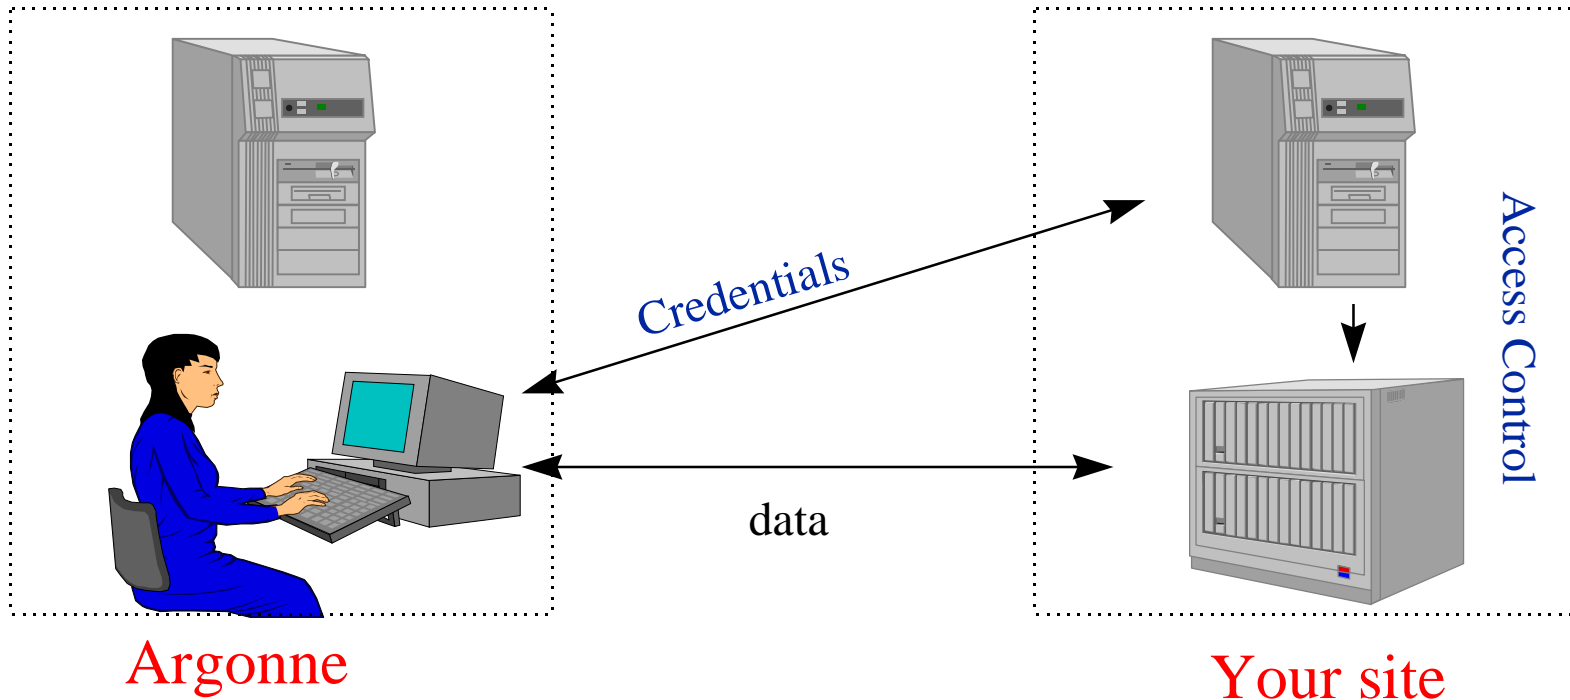 Credentials
data
Access Control
Argonne
Your site